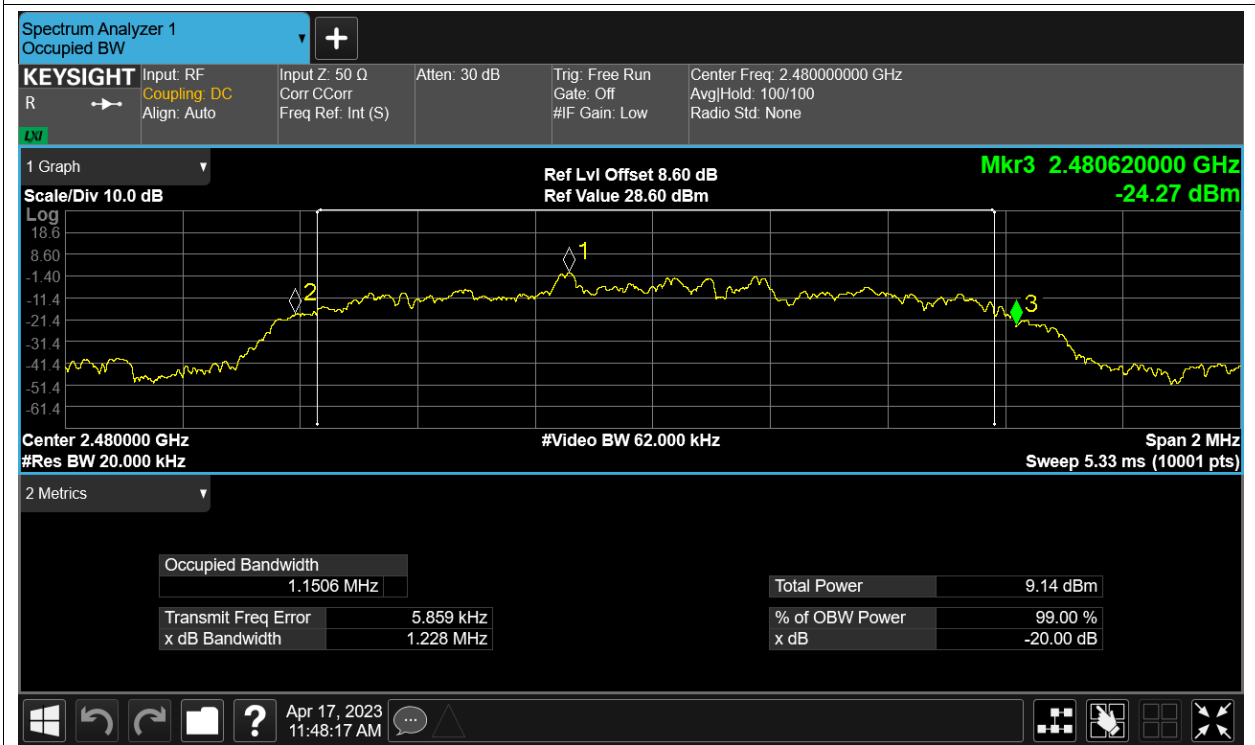 Spectrum Analyzer 1
Occupied BW
KEYSIGHT
R
LXI
Input: RF
Coupling: DC
Align: Auto
Input Z: 50 Ω
Corr CCorr
Freq Ref: Int (S)
Atten: 30 dB
Trig: Free Run
Gate: Off
#IF Gain: Low
Center Freq: 2.480000000 GHz
Avg|Hold: 100/100
Radio Std: None
1 Graph
Scale/Div 10.0 dB
Ref Lvl Offset 8.60 dB
Ref Value 28.60 dBm
Mkr3 2.480620000 GHz
-24.27 dBm
Log
18.6
8.60
-1.40
-11.4
-21.4
-31.4
-41.4
-51.4
-61.4
1
2
3
Center 2.480000 GHz
#Res BW 20.000 kHz
#Video BW 62.000 kHz
Span 2 MHz
Sweep 5.33 ms (10001 pts)
2 Metrics
Occupied Bandwidth
1.1506 MHz
Transmit Freq Error 5.859 kHz
x dB Bandwidth 1.228 MHz
Total Power 9.14 dBm
% of OBW Power 99.00 %
x dB -20.00 dB
?
Apr 17, 2023
11:48:17 AM